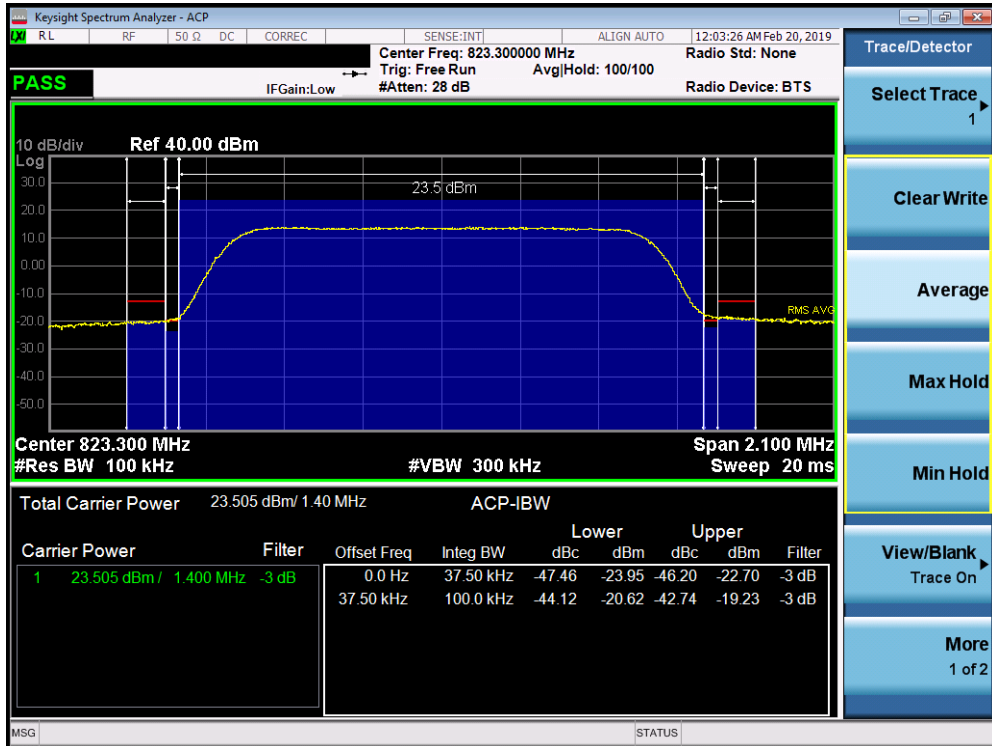 Keysight Spectrum Analyzer - ACP
LXI RL RF 50 Ω DC CORREC SENSE:INT ALIGN AUTO 12:03:26 AM Feb 20, 2019
Center Freq: 823.300000 MHz Radio Std: None
Trig: Free Run Avg|Hold: 100/100
PASS IFGain:Low #Atten: 28 dB Radio Device: BTS
10 dB/div Ref 40.00 dBm
Log
30.0
23.5 dBm
20.0
10.0
0.00
-10.0
RMS AVG
-20.0
-30.0
-40.0
-50.0
Center 823.300 MHz Span 2.100 MHz
#Res BW 100 kHz #VBW 300 kHz Sweep 20 ms
Total Carrier Power 23.505 dBm/ 1.40 MHz ACP-IBW
Lower Upper
Carrier Power Filter Offset Freq Integ BW dBc dBm dBc dBm Filter
1 23.505 dBm / 1.400 MHz -3 dB 0.0 Hz 37.50 kHz -47.46 -23.95 -46.20 -22.70 -3 dB
37.50 kHz 100.0 kHz -44.12 -20.62 -42.74 -19.23 -3 dB
MSG STATUS
Trace/Detector
Select Trace
1
Clear Write
Average
Max Hold
Min Hold
View/Blank
Trace On
More
1 of 2